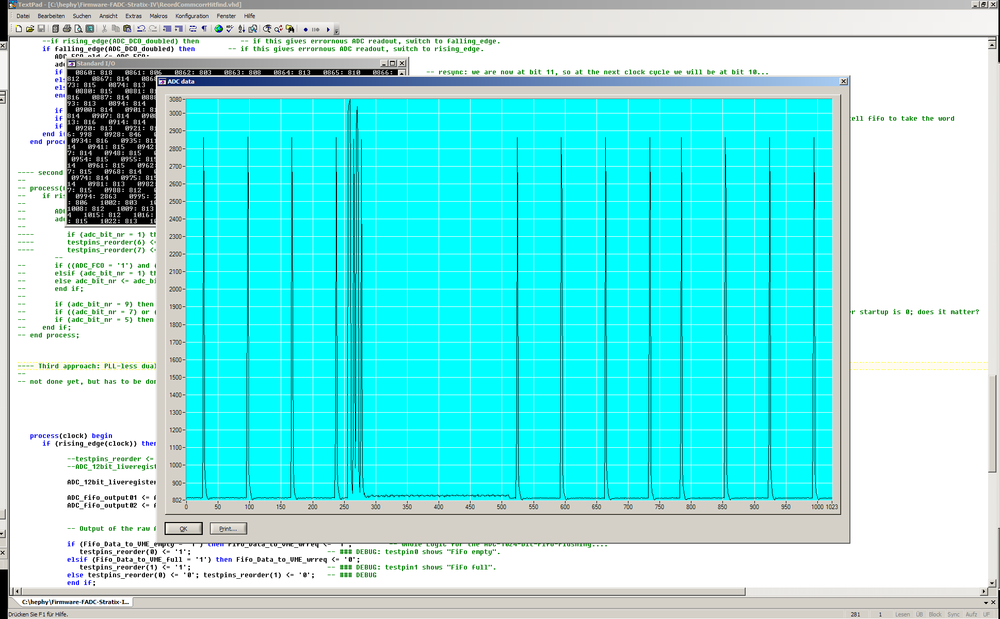 TextPad - [C:\hephy\Firmware-FADC-Stratix-IV\ReordCommcorrHitfind.vhd]
Datei Bearbeiten Suchen Ansicht Extras Makros Konfiguration Fenster Hilfe
--if rising_edge(ADC_DCO_doubled) then -- if this gives errornous ADC readout, switch to falling_edge.
if falling_edge(ADC_DCO_doubled) then -- if this gives errornous ADC readout, switch to rising_edge.
ADC_FCO_old <= ADC_FCO;
add
if -- resync: we are now at bit 11, so at the next clock cycle we will be at bit 10...
els
els
end
if
if tell fifo to take the word
if
end if
end proce
---- second
--
-- process(
-- if ris
--
-- ADC
-- add
--
---- if (adc_bit_nr = 1) th
---- testpins_reorder(6) <=
---- testpins_reorder(7) <=
--
-- if ((ADC_FCO = '1') and (
-- elsif (adc_bit_nr = 1) th
-- else adc_bit_nr <= adc_bi
-- end if;
--
-- if (adc_bit_nr = 9) then
-- if ((adc_bit_nr = 7) or ( r startup is 0; does it matter?
-- if (adc_bit_nr = 5) then
-- end if;
-- end process;
---- Third approach: PLL-less dual
--
-- not done yet, but has to be don
process(clock) begin
if (rising_edge(clock)) then
--testpins_reorder <=
--ADC_12bit_liveregist
ADC_12bit_liveregister
ADC_fifo_output01 <= A
ADC_fifo_output02 <= A
-- Output of the raw A
if (Fifo_Data_to_VME_empty = '1') then Fifo_Data_to_VME_wrreq <= '1'; -- whole Logic for the ADC-1024-bit-Fifo-Flushing....
testpins_reorder(0) <= '1'; -- ### DEBUG: testpin0 shows "FiFo empty".
elsif (Fifo_Data_to_VME_full = '1') then Fifo_Data_to_VME_wrreq <= '0';
testpins_reorder(1) <= '1'; -- ### DEBUG: testpin1 shows "FiFo full".
else testpins_reorder(0) <= '0'; testpins_reorder(1) <= '0'; -- ### DEBUG
end if;
Standard I/O
0860: 818 0861: 806 0862: 803 0863: 808 0864: 813 0865: 810 0866:
812 0867: 814 0868
73: 815 0874: 813
0880: 815 0881: 81
816 0887: 814 0888
93: 813 0894: 814
0900: 814 0901: 81
814 0907: 814 0908
13: 816 0914: 814
0920: 813 0921: 81
6: 998 0928: 846
0934: 816 0935: 811
14 0941: 815 0942:
7: 814 0948: 815
0954: 815 0955: 815
14 0961: 815 0962:
7: 815 0968: 814
0974: 814 0975: 815
14 0981: 813 0982:
7: 815 0988: 812
0994: 2863 0995: 2
: 806 1002: 803 10
1008: 812 1009: 813
4 1015: 812 1016:
: 815 1022: 813 10
ADC data
3080
3000
2900
2800
2700
2600
2500
2400
2300
2200
2100
2000
1900
1800
1700
1600
1500
1400
1300
1200
1100
1000
900
802
0 50 100 150 200 250 300 350 400 450 500 550 600 650 700 750 800 850 900 950 1000 1023
OK Print...
C:\hephy\Firmware-FADC-Stratix-I...
Drücken Sie F1 für Hilfe. 281 1 Lesen ÜB Block Sync Aufz UF